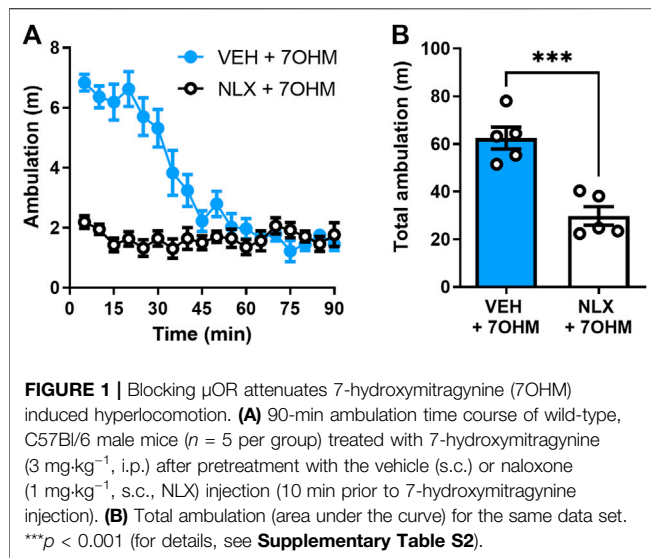 A
VEH + 7OHM
NLX + 7OHM
Ambulation (m)
8
6
4
2
0
0
15
30
45
60
75
90
Time (min)
B
***
Total ambulation (m)
100
80
60
40
20
0
VEH
+ 7OHM
NLX
+ 7OHM
FIGURE 1 | Blocking µOR attenuates 7-hydroxymitragynine (7OHM)
induced hyperlocomotion. (A) 90-min ambulation time course of wild-type,
C57Bl/6 male mice (n = 5 per group) treated with 7-hydroxymitragynine
(3 mg·kg⁻¹, i.p.) after pretreatment with the vehicle (s.c.) or naloxone
(1 mg·kg⁻¹, s.c., NLX) injection (10 min prior to 7-hydroxymitragynine
injection). (B) Total ambulation (area under the curve) for the same data set.
***p < 0.001 (for details, see Supplementary Table S2).